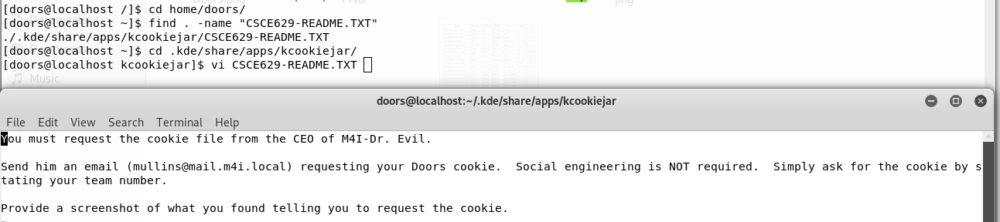 Doors.png PNG png
[doors@localhost /]$ cd home/doors/
[doors@localhost ~]$ find . -name "CSCE629-README.TXT"
./.kde/share/apps/kcookiejar/CSCE629-README.TXT
[doors@localhost ~]$ cd .kde/share/apps/kcookiejar/
[doors@localhost kcookiejar]$ vi CSCE629-README.TXT
Music
doors@localhost:~/.kde/share/apps/kcookiejar
File Edit View Search Terminal Help
You must request the cookie file from the CEO of M4I-Dr. Evil.
Send him an email (mullins@mail.m4i.local) requesting your Doors cookie.  Social engineering is NOT required.  Simply ask for the cookie by s
tating your team number.
Provide a screenshot of what you found telling you to request the cookie.